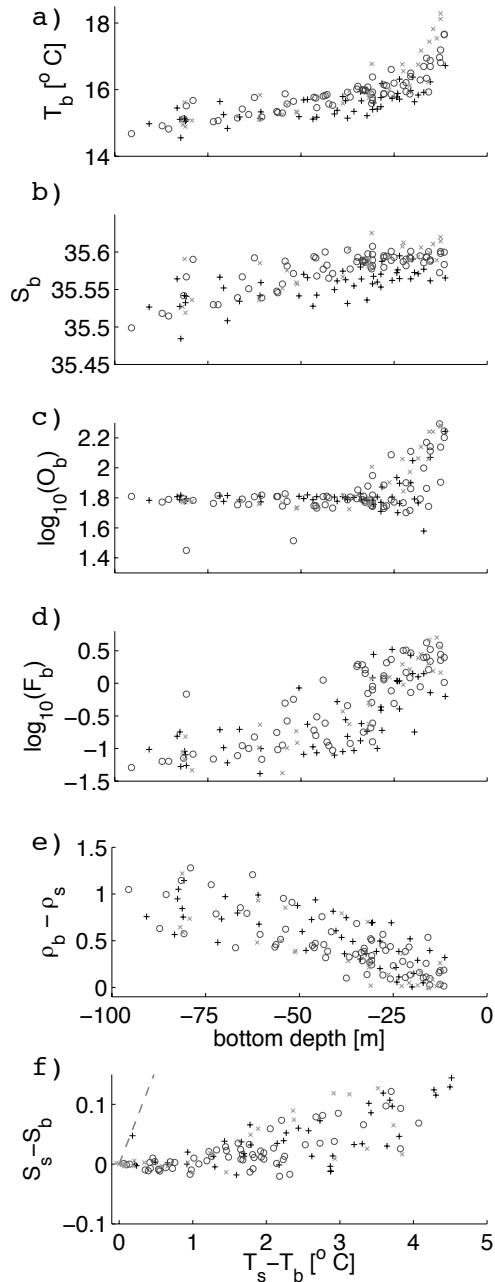 a)
18
16
14
T_b [° C]
b)
35.6
35.55
35.5
35.45
S_b
c)
2.2
2
1.8
1.6
1.4
log_10(O_b)
d)
0.5
0
−0.5
−1
−1.5
log_10(F_b)
e)
1.5
1
0.5
0
ρ_b − ρ_s
−100 −75 −50 −25 0
bottom depth [m]
f)
0.1
0
−0.1
S_s−S_b
0 1 2 3 4 5
T_s−T_b [° C]